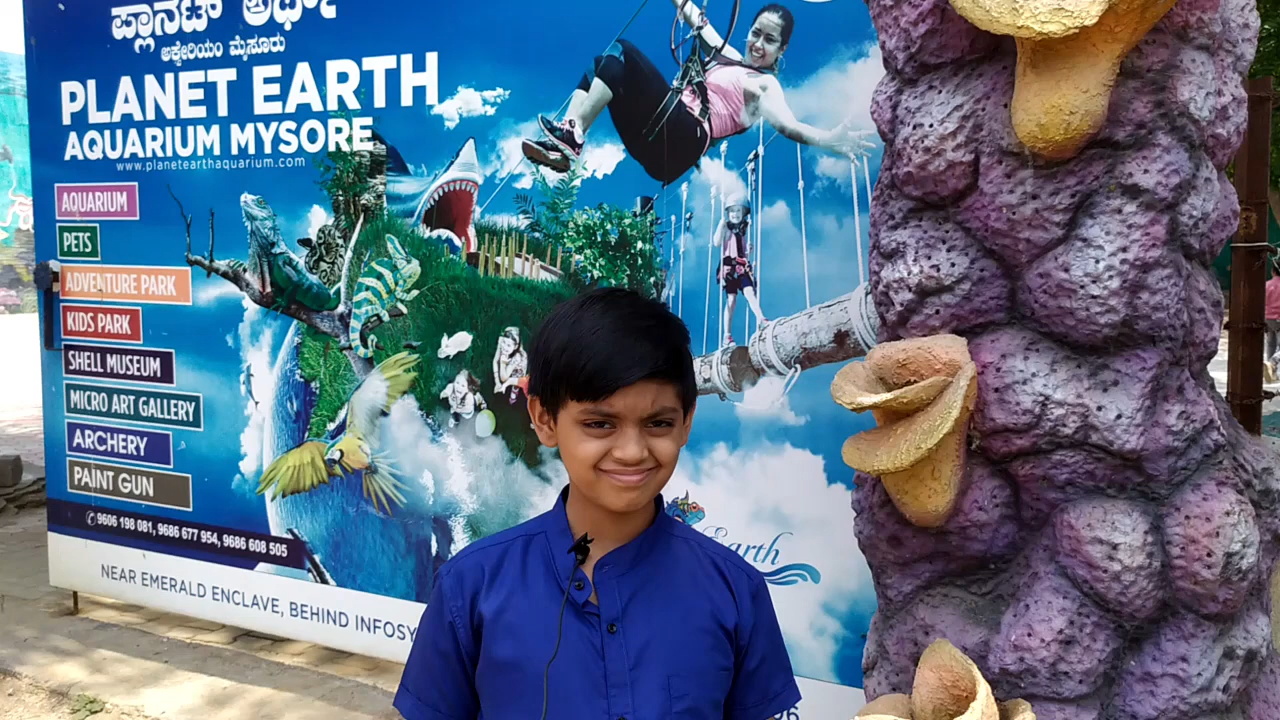 ಪ್ಲಾನೆಟ್ ಅರ್ಥ್
ಅಕ್ವೇರಿಯಂ ಮೈಸೂರು
PLANET EARTH
AQUARIUM MYSORE
www.planetearthaquarium.com
AQUARIUM
PETS
ADVENTURE PARK
KIDS PARK
SHELL MUSEUM
MICRO ART GALLERY
ARCHERY
PAINT GUN
9606 198 081, 9686 677 954, 9686 608 505
Earth
NEAR EMERALD ENCLAVE, BEHIND INFOSY